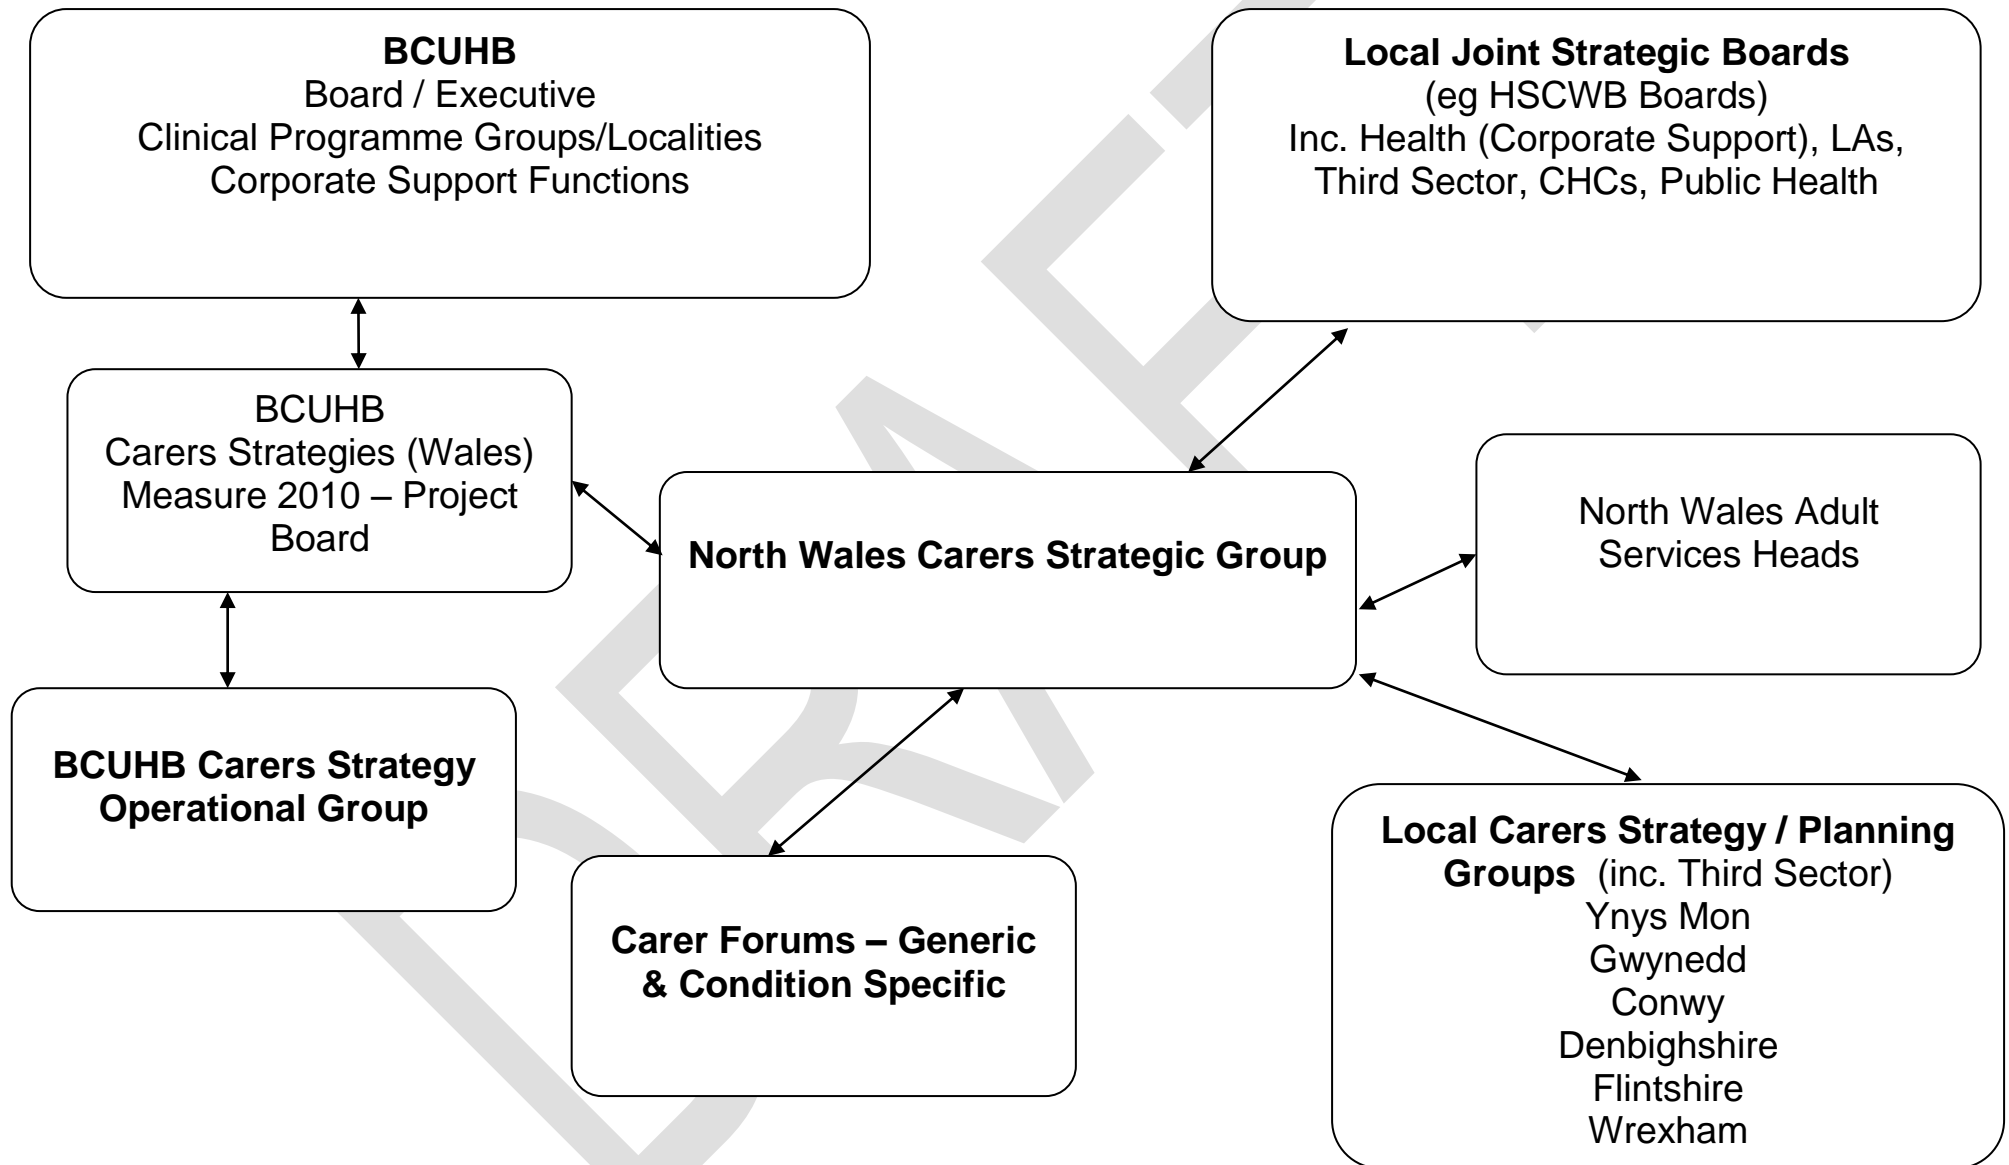 BCUHB
Board / Executive
Clinical Programme Groups/Localities
Corporate Support Functions
Local Joint Strategic Boards
(eg HSCWB Boards)
Inc. Health (Corporate Support), LAs,
Third Sector, CHCs, Public Health
BCUHB
Carers Strategies (Wales)
Measure 2010 – Project
Board
North Wales Carers Strategic Group
North Wales Adult
Services Heads
BCUHB Carers Strategy
Operational Group
Carer Forums – Generic
& Condition Specific
Local Carers Strategy / Planning
Groups (inc. Third Sector)
Ynys Mon
Gwynedd
Conwy
Denbighshire
Flintshire
Wrexham
DRAFT